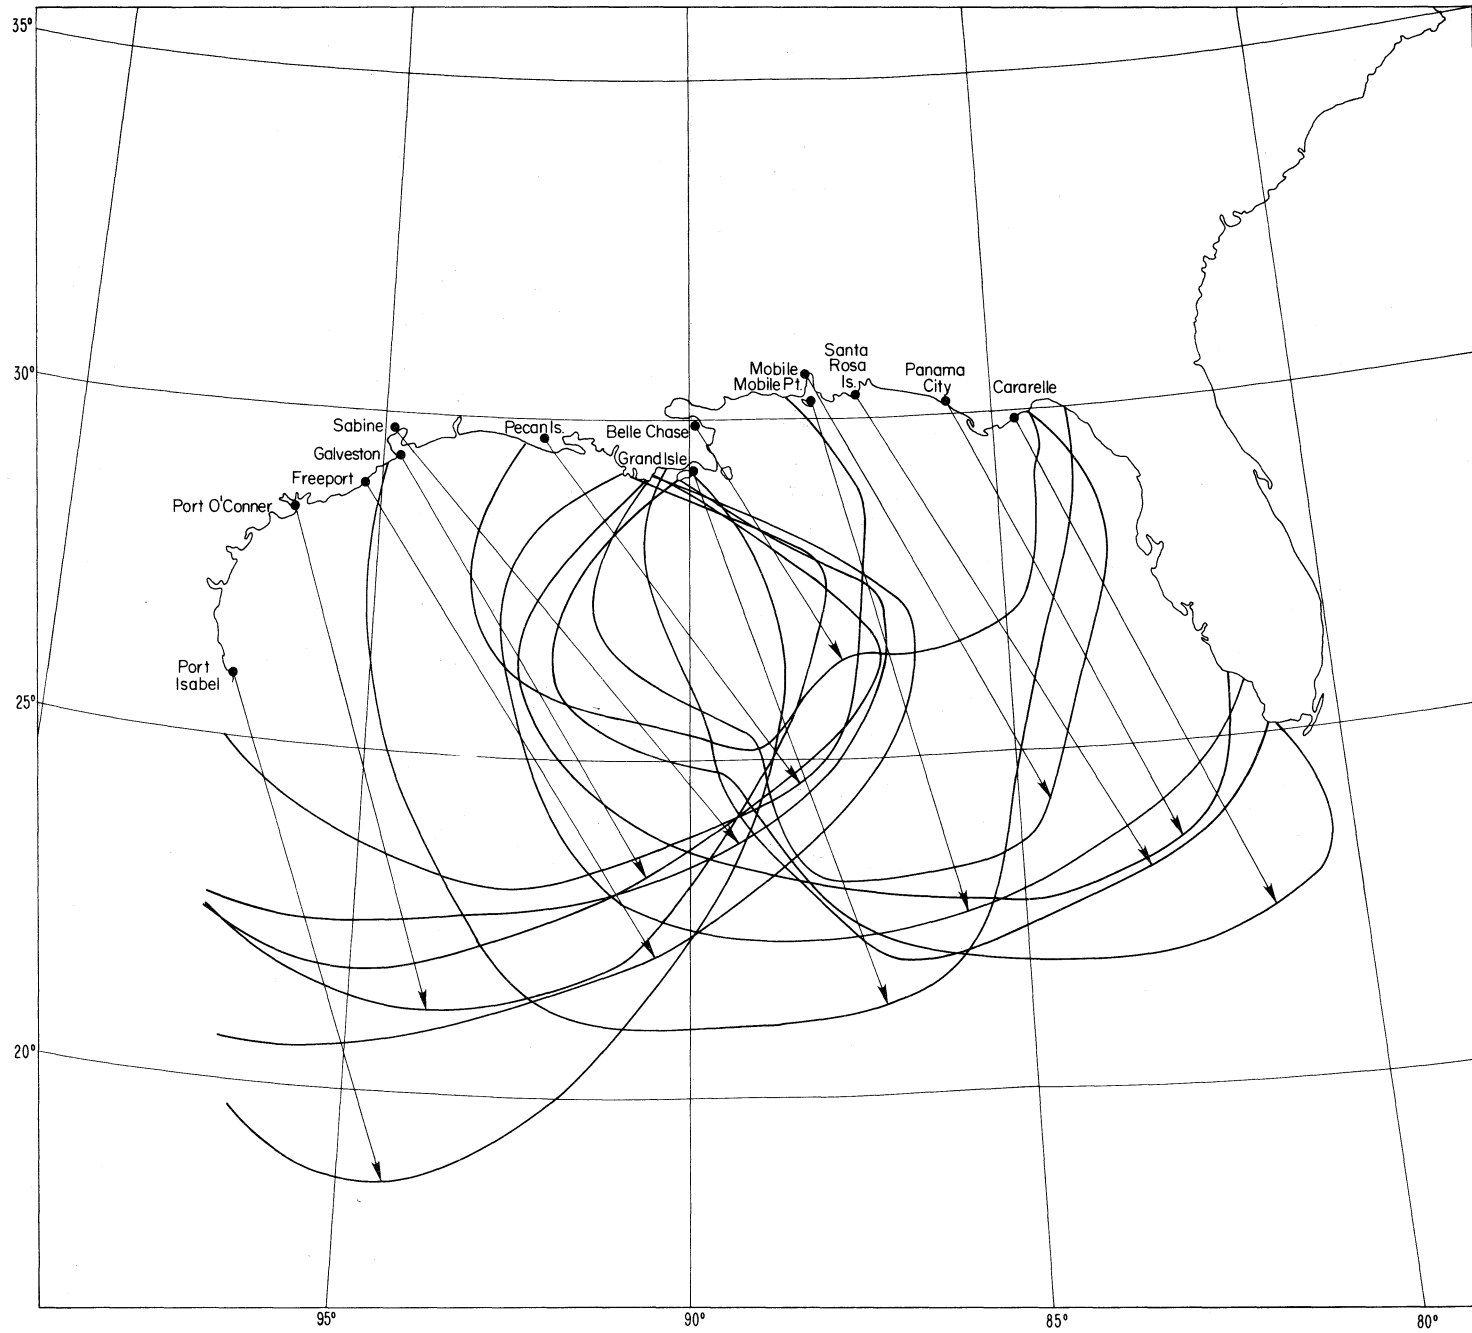 35°
30°
Santa
Rosa
Is.
Mobile
Mobile Pt.
Panama
City
Cararelle
Sabine
Pecan Is.
Belle Chase
Galveston
Grand Isle
Freeport
Port O'Conner
Port
Isabel
25°
20°
95°
90°
85°
80°